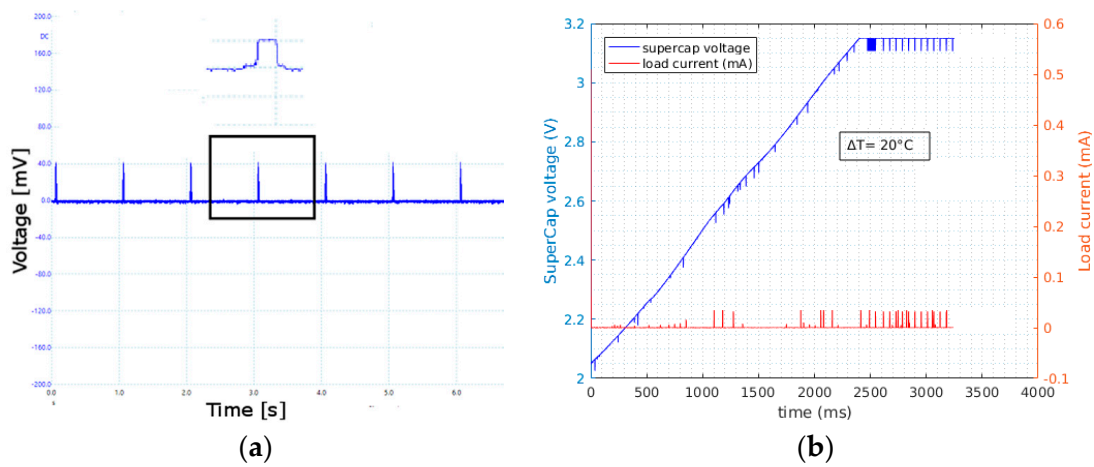 200.0
DC
160.0
120.0
80.0
40.0
0.0
-40.0
-80.0
-120.0
-160.0
-200.0
Voltage [mV]
0.0 1.0 2.0 3.0 4.0 5.0 6.0
Time [s]
(a)
3.2
3
2.8
2.6
2.4
2.2
2
SuperCap voltage (V)
supercap voltage
load current (mA)
ΔT= 20°C
0.6
0.5
0.4
0.3
0.2
0.1
0
-0.1
Load current (mA)
0 500 1000 1500 2000 2500 3000 3500 4000
time (ms)
(b)